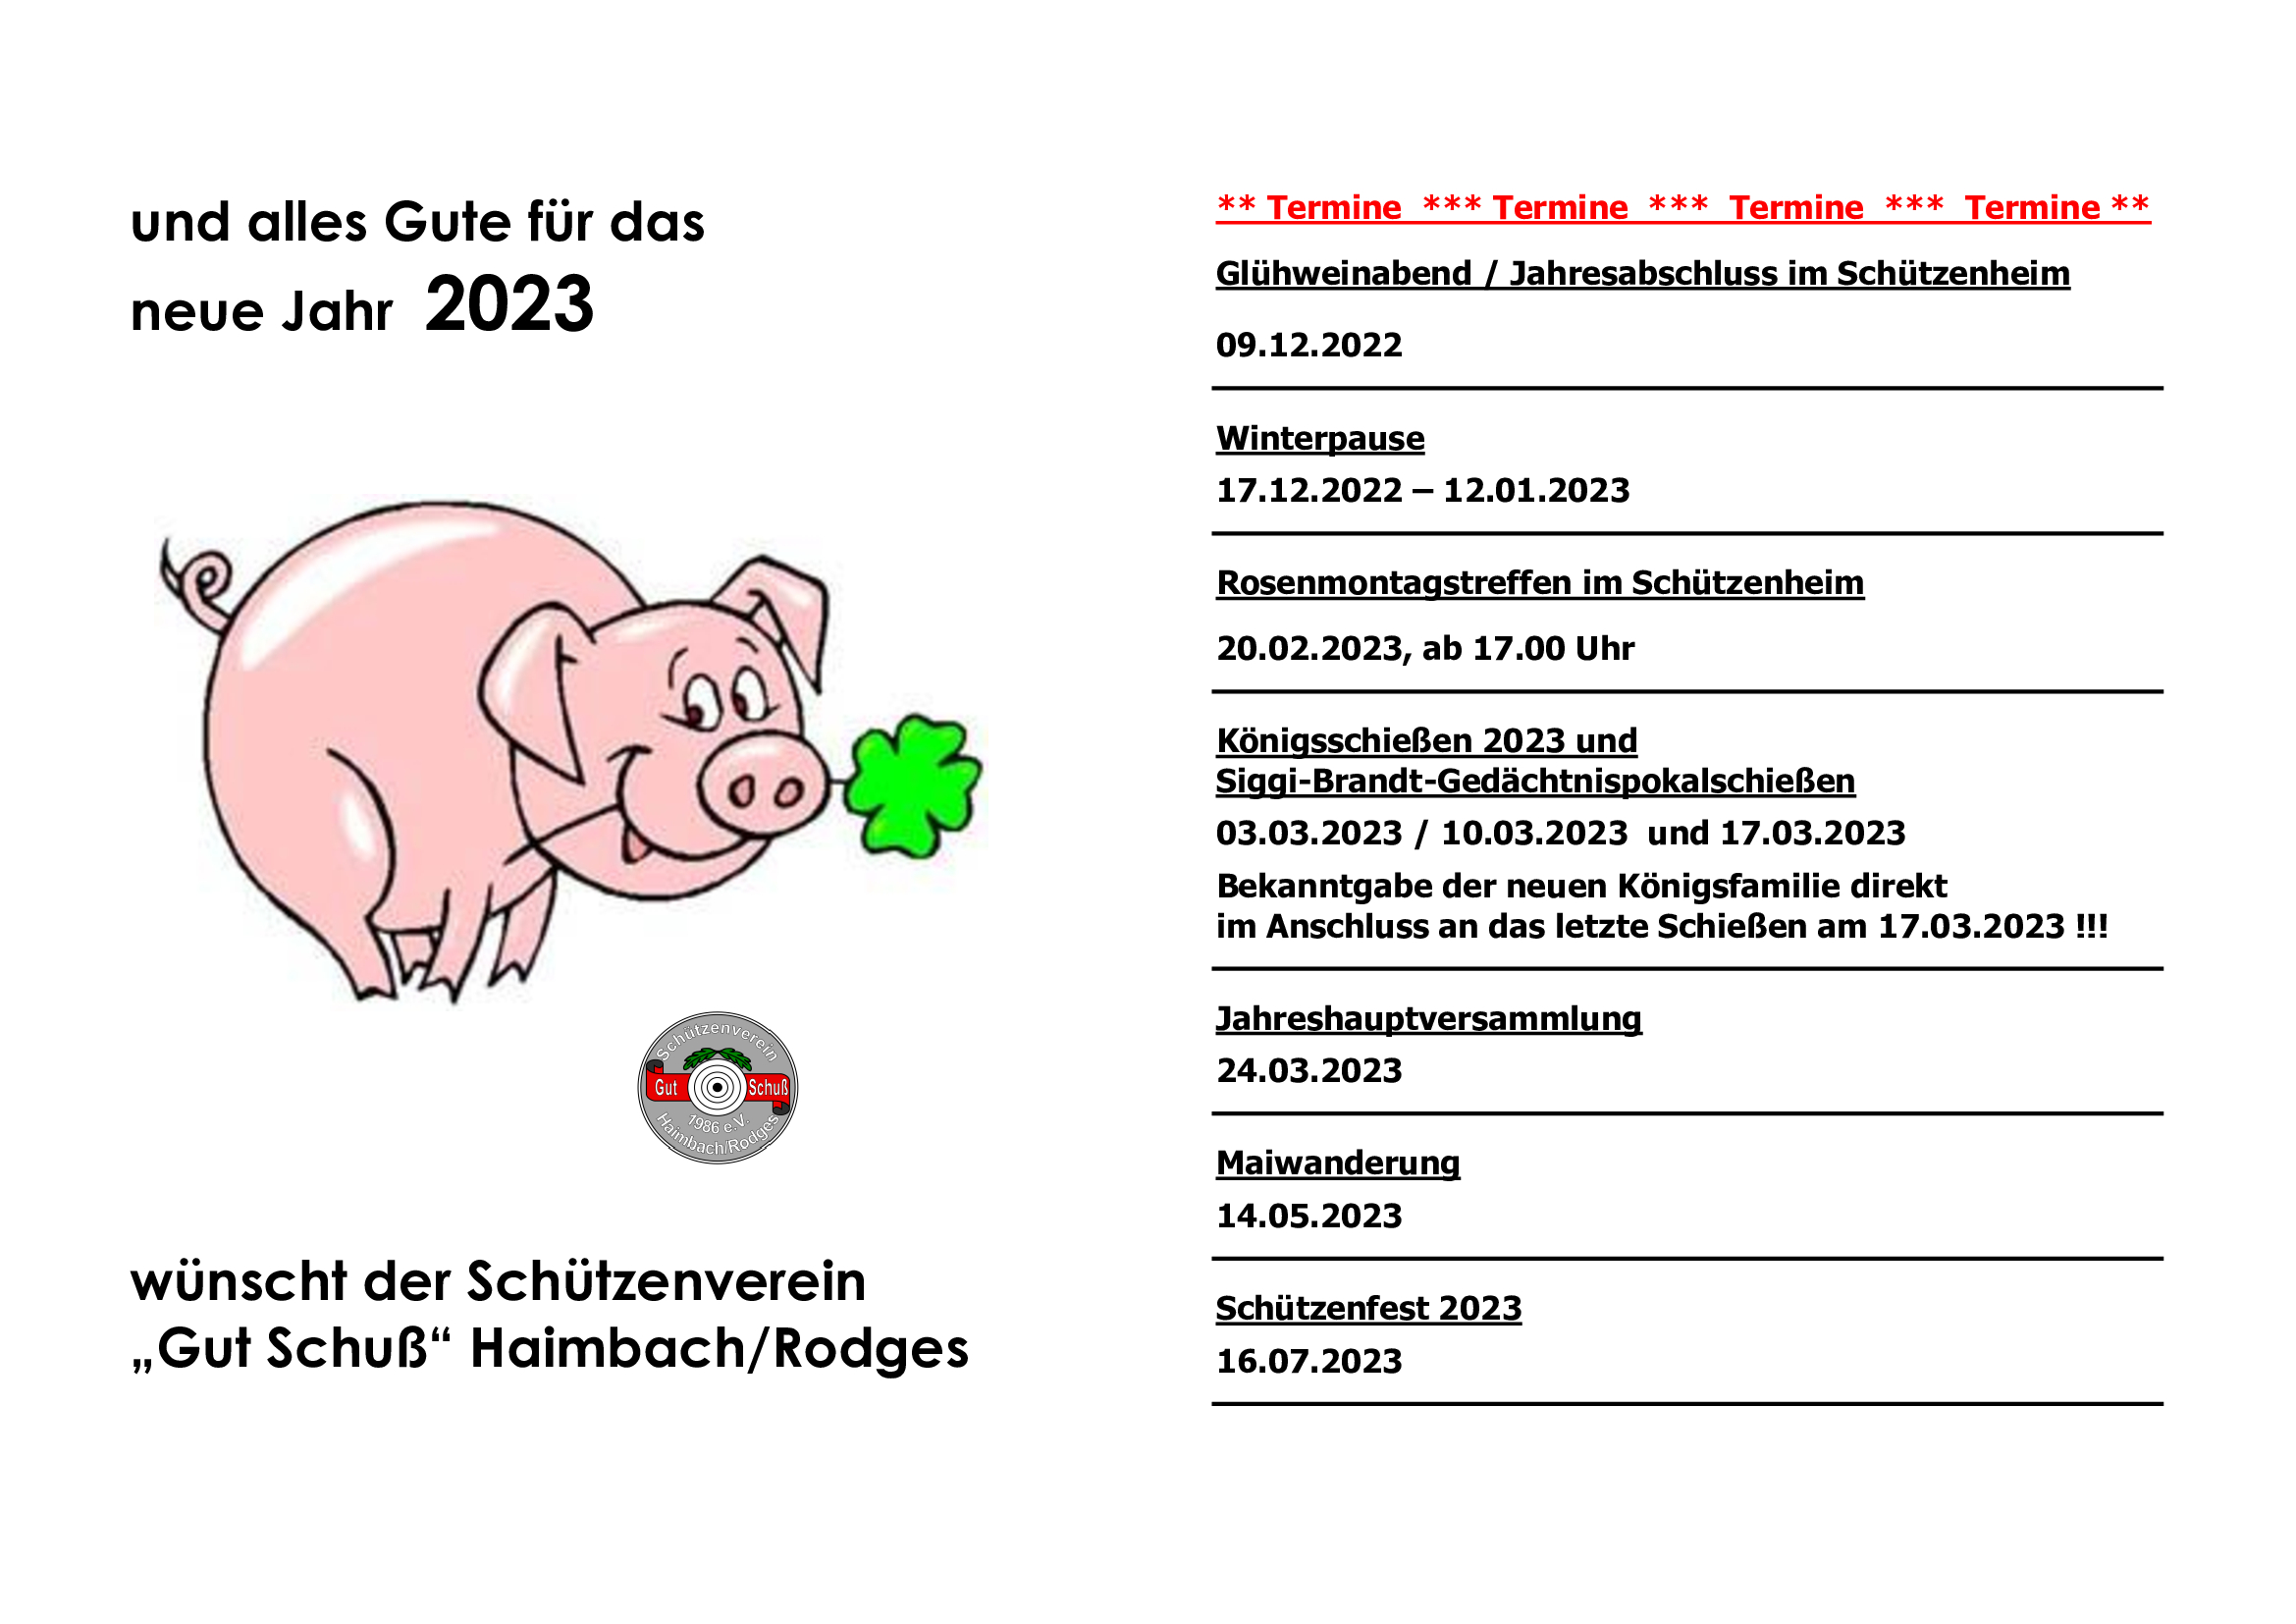 und alles Gute für das
neue Jahr 2023
Schützenverein
Gut Schuß
1986 e.V.
Haimbach/Rodges
wünscht der Schützenverein
„Gut Schuß“ Haimbach/Rodges
** Termine *** Termine *** Termine *** Termine **
Glühweinabend / Jahresabschluss im Schützenheim
09.12.2022
Winterpause
17.12.2022 – 12.01.2023
Rosenmontagstreffen im Schützenheim
20.02.2023, ab 17.00 Uhr
Königsschießen 2023 und
Siggi-Brandt-Gedächtnispokalschießen
03.03.2023 / 10.03.2023 und 17.03.2023
Bekanntgabe der neuen Königsfamilie direkt
im Anschluss an das letzte Schießen am 17.03.2023 !!!
Jahreshauptversammlung
24.03.2023
Maiwanderung
14.05.2023
Schützenfest 2023
16.07.2023